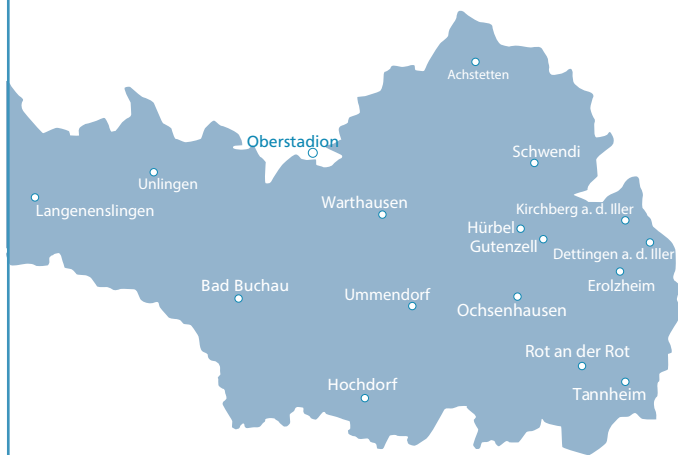 Achstetten
Oberstadion
Schwendi
Unlingen
Langenenslingen
Warthausen
Kirchberg a. d. Iller
Hürbel
Gutenzell
Dettingen a. d. Iller
Bad Buchau
Ummendorf
Erolzheim
Ochsenhausen
Rot an der Rot
Hochdorf
Tannheim